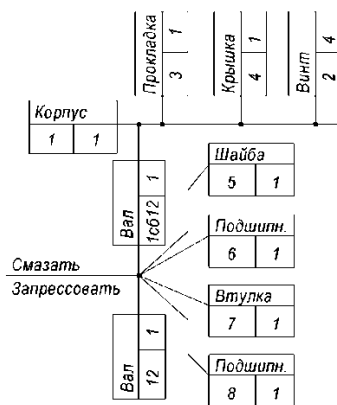 Прокладка
3 1
Крышка
4 1
Винт
2 4
Корпус
1 1
Вал
1сб12 1
Шайба
5 1
Подшипн.
6 1
Смазать
Запрессовать
Втулка
7 1
Вал
12 1
Подшипн.
8 1